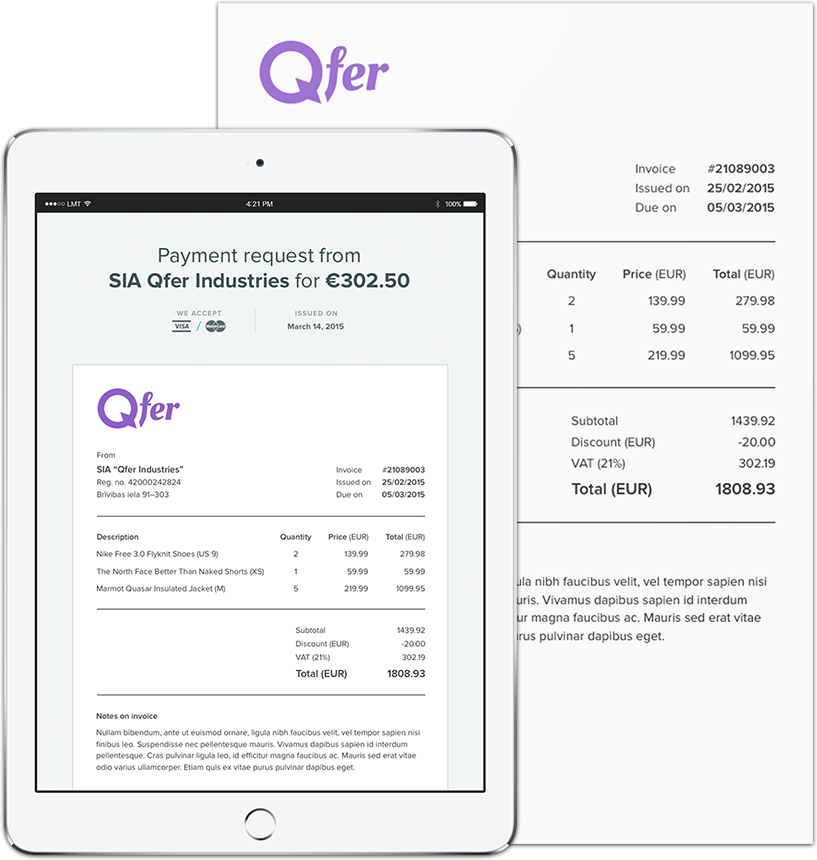 Qfer
Invoice #21089003
Issued on 25/02/2015
Due on 05/03/2015
Quantity Price (EUR) Total (EUR)
2 139.99 279.98
) 1 59.99 59.99
5 219.99 1099.95
Subtotal 1439.92
Discount (EUR) -20.00
VAT (21%) 302.19
Total (EUR) 1808.93
ula nibh faucibus velit, vel tempor sapien nisi
uris. Vivamus dapibus sapien id interdum
ur magna faucibus ac. Mauris sed erat vitae
rus pulvinar dapibus eget.
LMT 4:21 PM 100%
Payment request from
SIA Qfer Industries for €302.50
WE ACCEPT ISSUED ON
VISA / March 14, 2015
Qfer
From
SIA “Qfer Industries” Invoice #21089003
Reg. no. 42000242824 Issued on 25/02/2015
Brīvības iela 91–303 Due on 05/03/2015
Description Quantity Price (EUR) Total (EUR)
Nike Free 3.0 Flyknit Shoes (US 9) 2 139.99 279.98
The North Face Better Than Naked Shorts (XS) 1 59.99 59.99
Marmot Quasar Insulated Jacket (M) 5 219.99 1099.95
Subtotal 1439.92
Discount (EUR) -20.00
VAT (21%) 302.19
Total (EUR) 1808.93
Notes on invoice
Nullam bibendum, ante ut euismod ornare, ligula nibh faucibus velit, vel tempor sapien nisi
finibus leo. Suspendisse nec pellentesque mauris. Vivamus dapibus sapien id interdum
pellentesque. Cras pulvinar ligula leo, id efficitur magna faucibus ac. Mauris sed erat vitae
odio varius ullamcorper. Etiam quis ex vitae purus pulvinar dapibus eget.